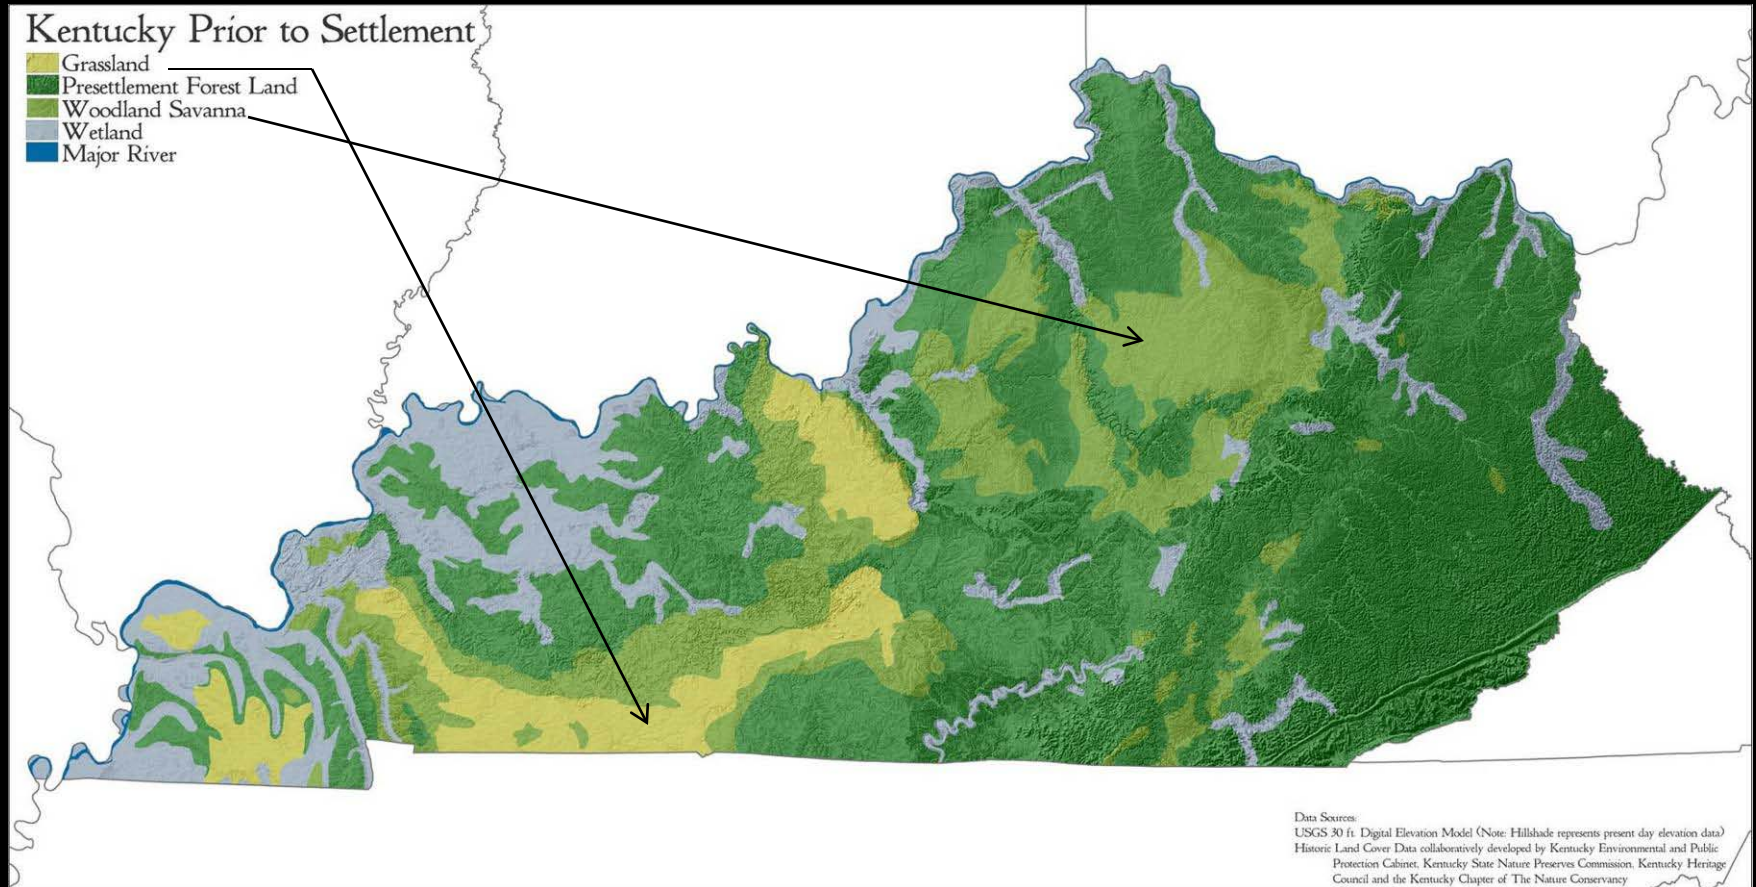 Kentucky Prior to Settlement
Grassland
Presettlement Forest Land
Woodland Savanna
Wetland
Major River
Data Sources:
USGS 30 ft. Digital Elevation Model (Note: Hillshade represents present day elevation data)
Historic Land Cover Data collaboratively developed by Kentucky Environmental and Public
Protection Cabinet, Kentucky State Nature Preserves Commission, Kentucky Heritage
Council and the Kentucky Chapter of The Nature Conservancy